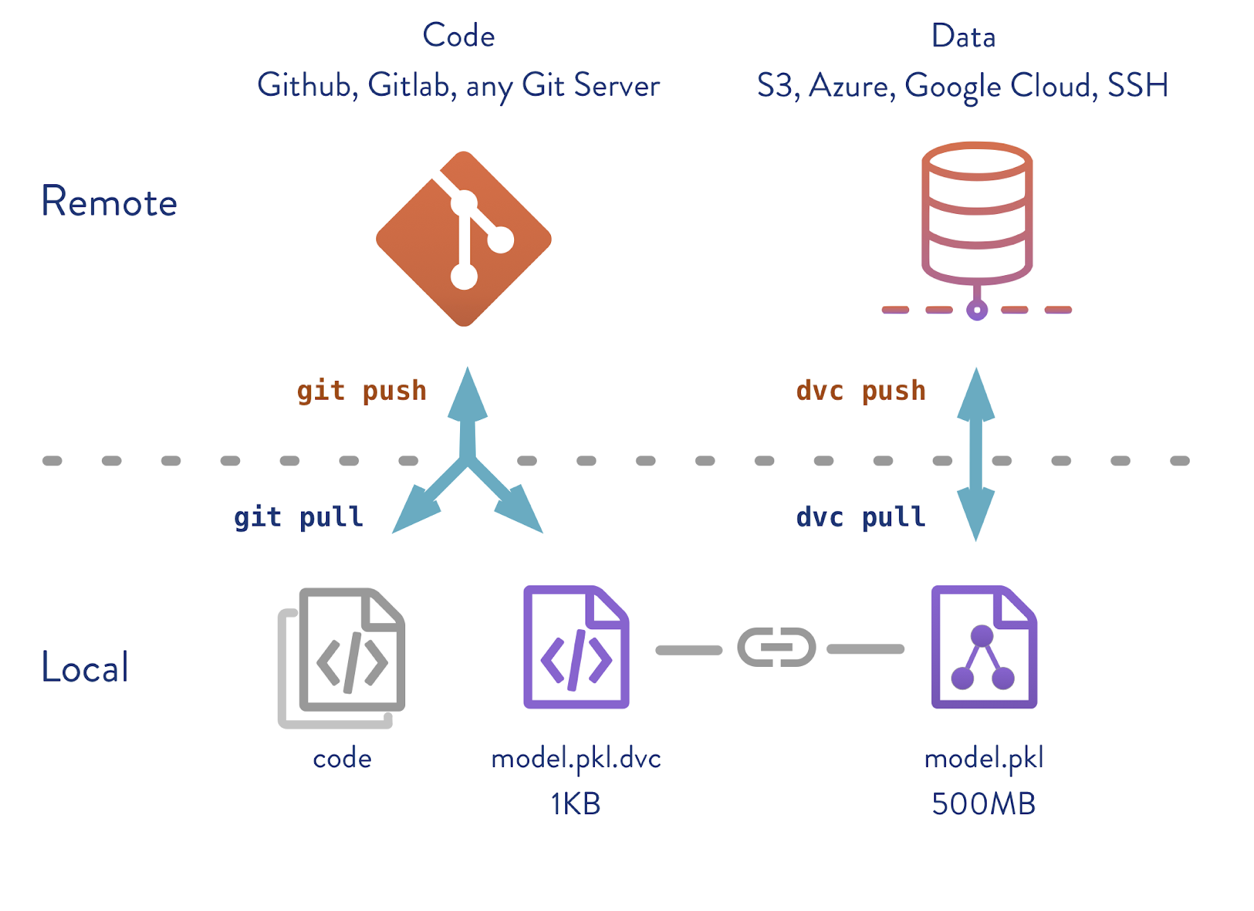 Code
Github, Gitlab, any Git Server
Data
S3, Azure, Google Cloud, SSH
Remote
git push
dvc push
git pull
dvc pull
Local
code
model.pkl.dvc
1KB
model.pkl
500MB